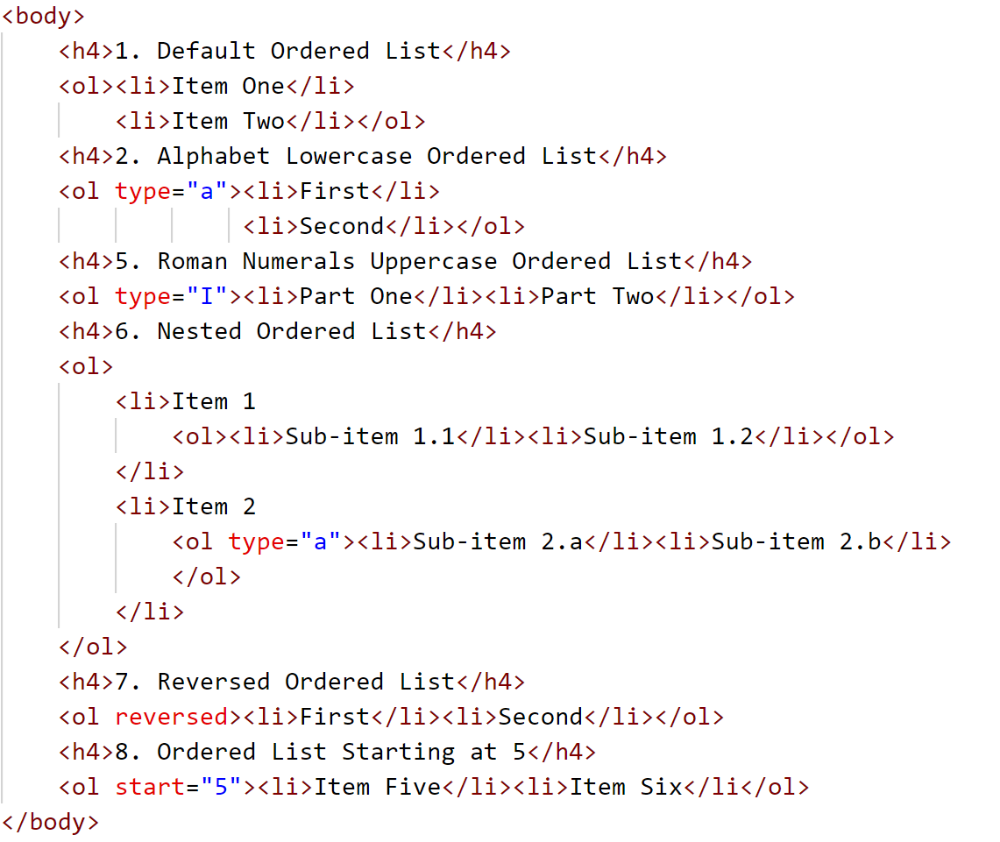 <body>
<h4>1. Default Ordered List</h4>
<ol><li>Item One</li>
<li>Item Two</li></ol>
<h4>2. Alphabet Lowercase Ordered List</h4>
<ol type="a"><li>First</li>
<li>Second</li></ol>
<h4>5. Roman Numerals Uppercase Ordered List</h4>
<ol type="I"><li>Part One</li><li>Part Two</li></ol>
<h4>6. Nested Ordered List</h4>
<ol>
<li>Item 1
<ol><li>Sub-item 1.1</li><li>Sub-item 1.2</li></ol>
</li>
<li>Item 2
<ol type="a"><li>Sub-item 2.a</li><li>Sub-item 2.b</li>
</ol>
</li>
</ol>
<h4>7. Reversed Ordered List</h4>
<ol reversed><li>First</li><li>Second</li></ol>
<h4>8. Ordered List Starting at 5</h4>
<ol start="5"><li>Item Five</li><li>Item Six</li</ol>
</body>